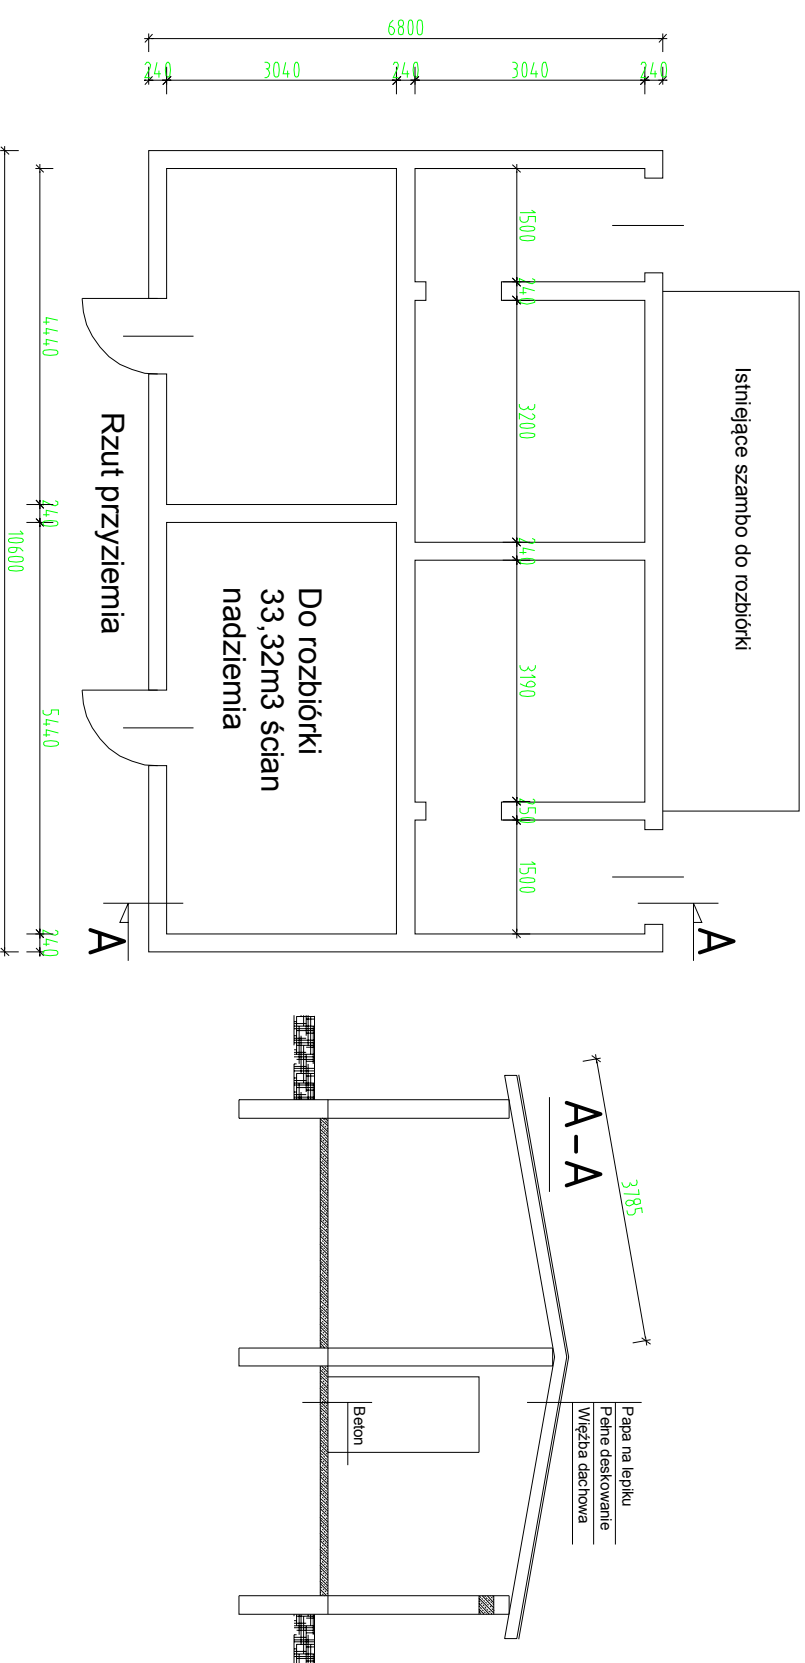 Istniejące szambo do rozbiórki
240
3040
240
3040
240
6800
1500
240
3200
240
3190
250
1500
Do rozbiórki
33,32m3 ścian
nadziemia
Rzut przyziemia
4440
240
5440
240
10600
A
A
A-A
3785
Papa na lepiku
Pełne deskowanie
Więźba dachowa
Beton